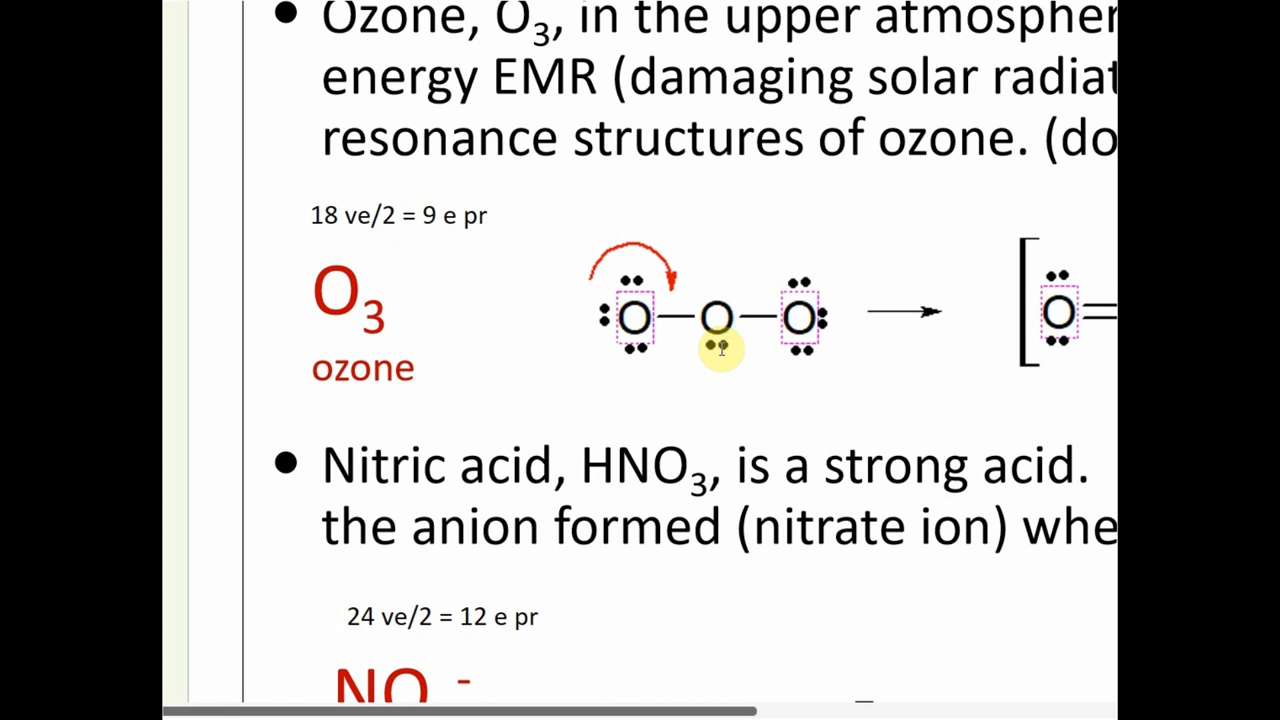 • Ozone, O₃, in the upper atmospher
energy EMR (damaging solar radiat
resonance structures of ozone. (do
18 ve/2 = 9 e pr
O₃
ozone
O—O—O → [O=
• Nitric acid, HNO₃, is a strong acid.
the anion formed (nitrate ion) whe
24 ve/2 = 12 e pr
NO -